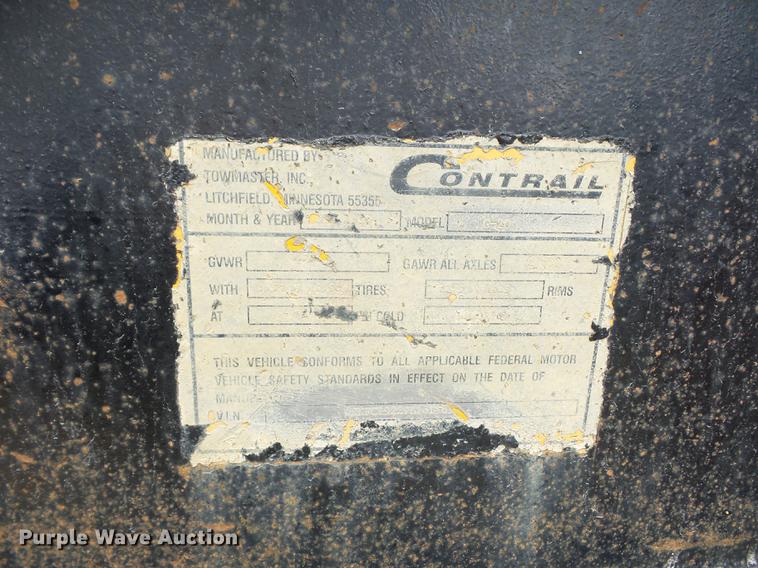 MANUFACTURED BY
CONTRAIL
TOWMASTER, INC.
LITCHFIELD, MINNESOTA 55355
MONTH & YEAR MODEL
GVWR GAWR ALL AXLES
WITH TIRES RIMS
AT COLD
THIS VEHICLE CONFORMS TO ALL APPLICABLE FEDERAL MOTOR
VEHICLE SAFETY STANDARDS IN EFFECT ON THE DATE OF
V.I.N.
Purple Wave Auction